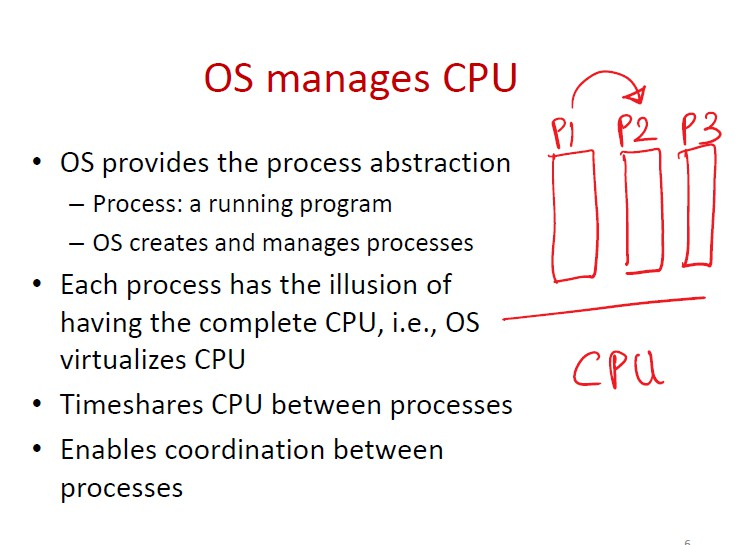 OS manages CPU
• OS provides the process abstraction
– Process: a running program
– OS creates and manages processes
• Each process has the illusion of
having the complete CPU, i.e., OS
virtualizes CPU
• Timeshares CPU between processes
• Enables coordination between
processes
P1 P2 P3
CPU
6